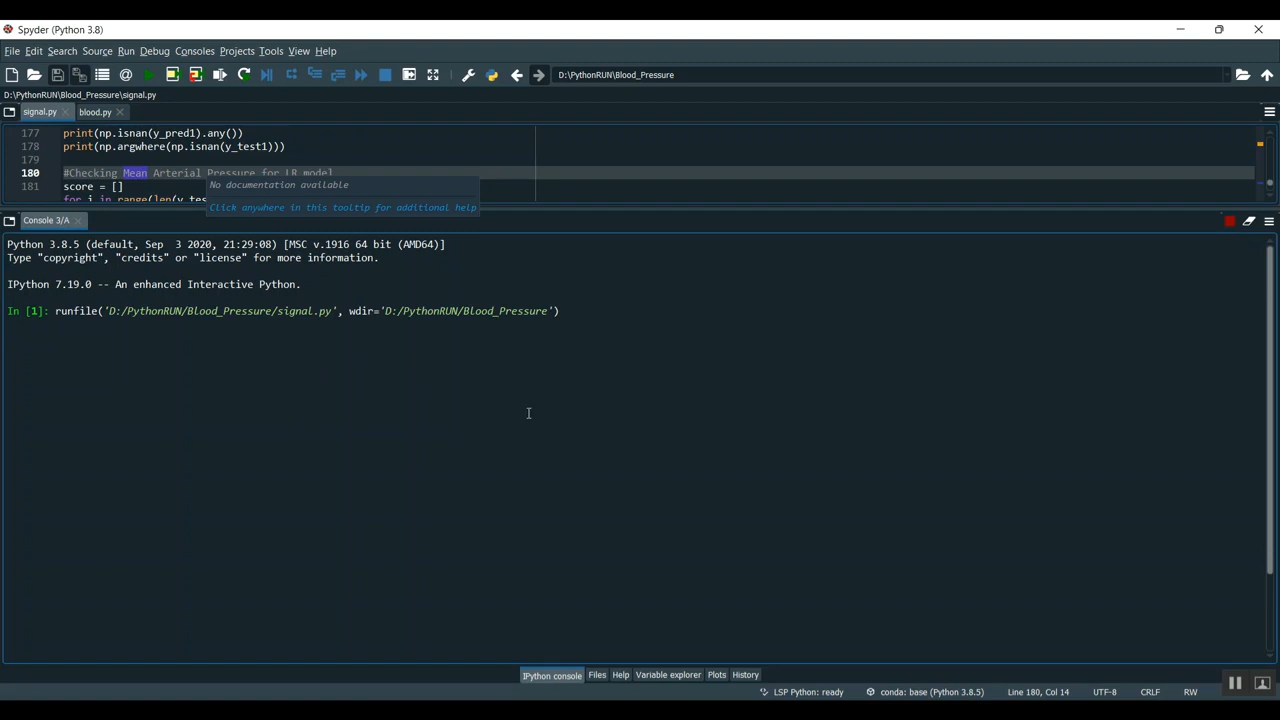 Spyder (Python 3.8)
File Edit Search Source Run Debug Consoles Projects Tools View Help
D:\PythonRUN\Blood_Pressure
D:\PythonRUN\Blood_Pressure\signal.py
signal.py blood.py
177 print(np.isnan(y_pred1).any())
178 print(np.argwhere(np.isnan(y_test1)))
179
180 #Checking Mean Arterial Pressure for LR model
181 score = []
for i in range(len(y_tes
No documentation available
Click anywhere in this tooltip for additional help
Console 3/A
Python 3.8.5 (default, Sep  3 2020, 21:29:08) [MSC v.1916 64 bit (AMD64)]
Type "copyright", "credits" or "license" for more information.
IPython 7.19.0 -- An enhanced Interactive Python.
In [1]: runfile('D:/PythonRUN/Blood_Pressure/signal.py', wdir='D:/PythonRUN/Blood_Pressure')
IPython console Files Help Variable explorer Plots History
LSP Python: ready conda: base (Python 3.8.5) Line 180, Col 14 UTF-8 CRLF RW